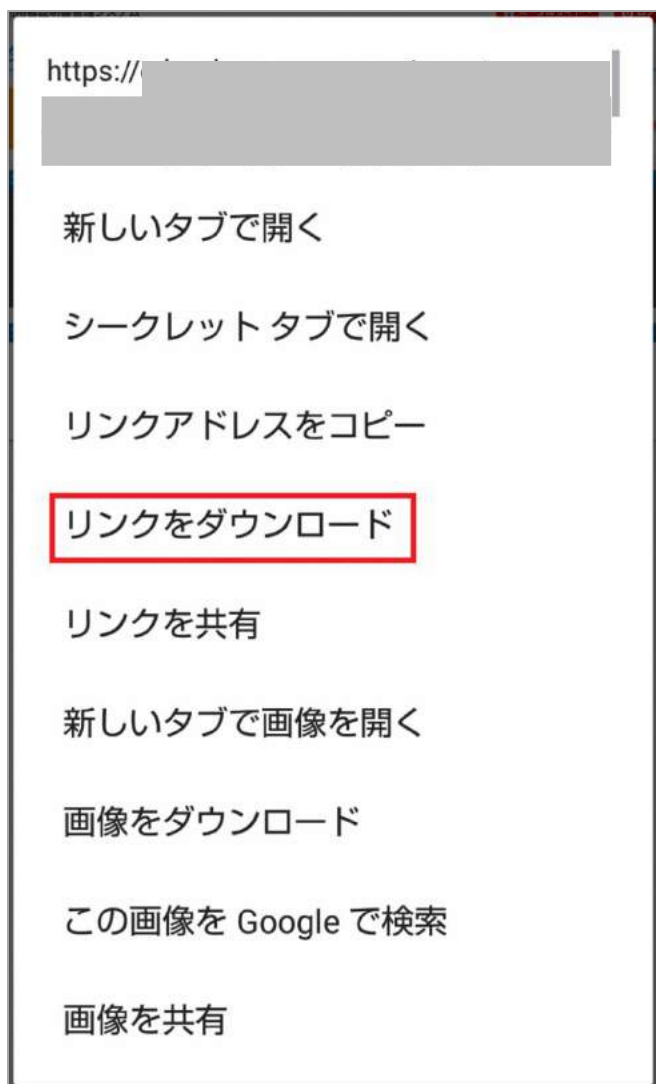 https://
新しいタブで開く
シークレット タブで開く
リンクアドレスをコピー
リンクをダウンロード
リンクを共有
新しいタブで画像を開く
画像をダウンロード
この画像を Google で検索
画像を共有